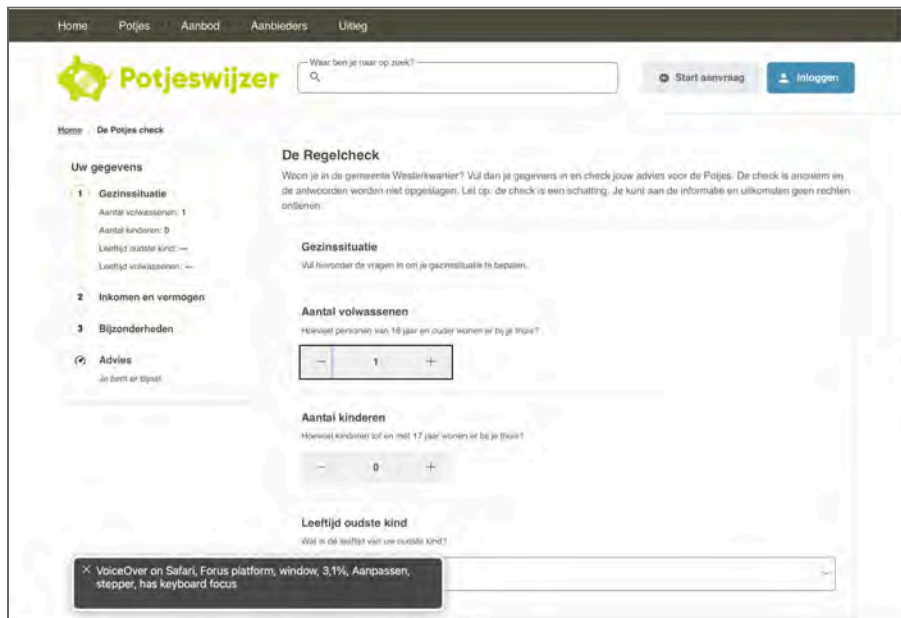 Home Potjes Aanbod Aanbieders Uitleg
Potjeswijzer
Waar ben je naar op zoek?
Start aanvraag
Inloggen
Home De Potjes check
Uw gegevens
1 Gezinssituatie
Aantal volwassenen: 1
Aantal kinderen: 0
Leeftijd oudste kind: —
Leeftijd volwassenen: —
2 Inkomen en vermogen
3 Bijzonderheden
Advies
Je bent er bijna!
De Regelcheck
Woon je in de gemeente Westerkwartier? Vul dan je gegevens in en check jouw advies voor de Potjes. De check is anoniem en
de antwoorden worden niet opgeslagen. Let op: de check is een schatting. Je kunt aan de informatie en uitkomsten geen rechten
ontlenen.
Gezinssituatie
Vul hieronder de vragen in om je gezinssituatie te bepalen.
Aantal volwassenen
Hoeveel personen van 18 jaar en ouder wonen er bij je thuis?
− 1 +
Aantal kinderen
Hoeveel kinderen tot en met 17 jaar wonen er bij je thuis?
− 0 +
Leeftijd oudste kind
Wat is de leeftijd van uw oudste kind?
× VoiceOver on Safari, Forus platform, window, 3,1%, Aanpassen,
stepper, has keyboard focus